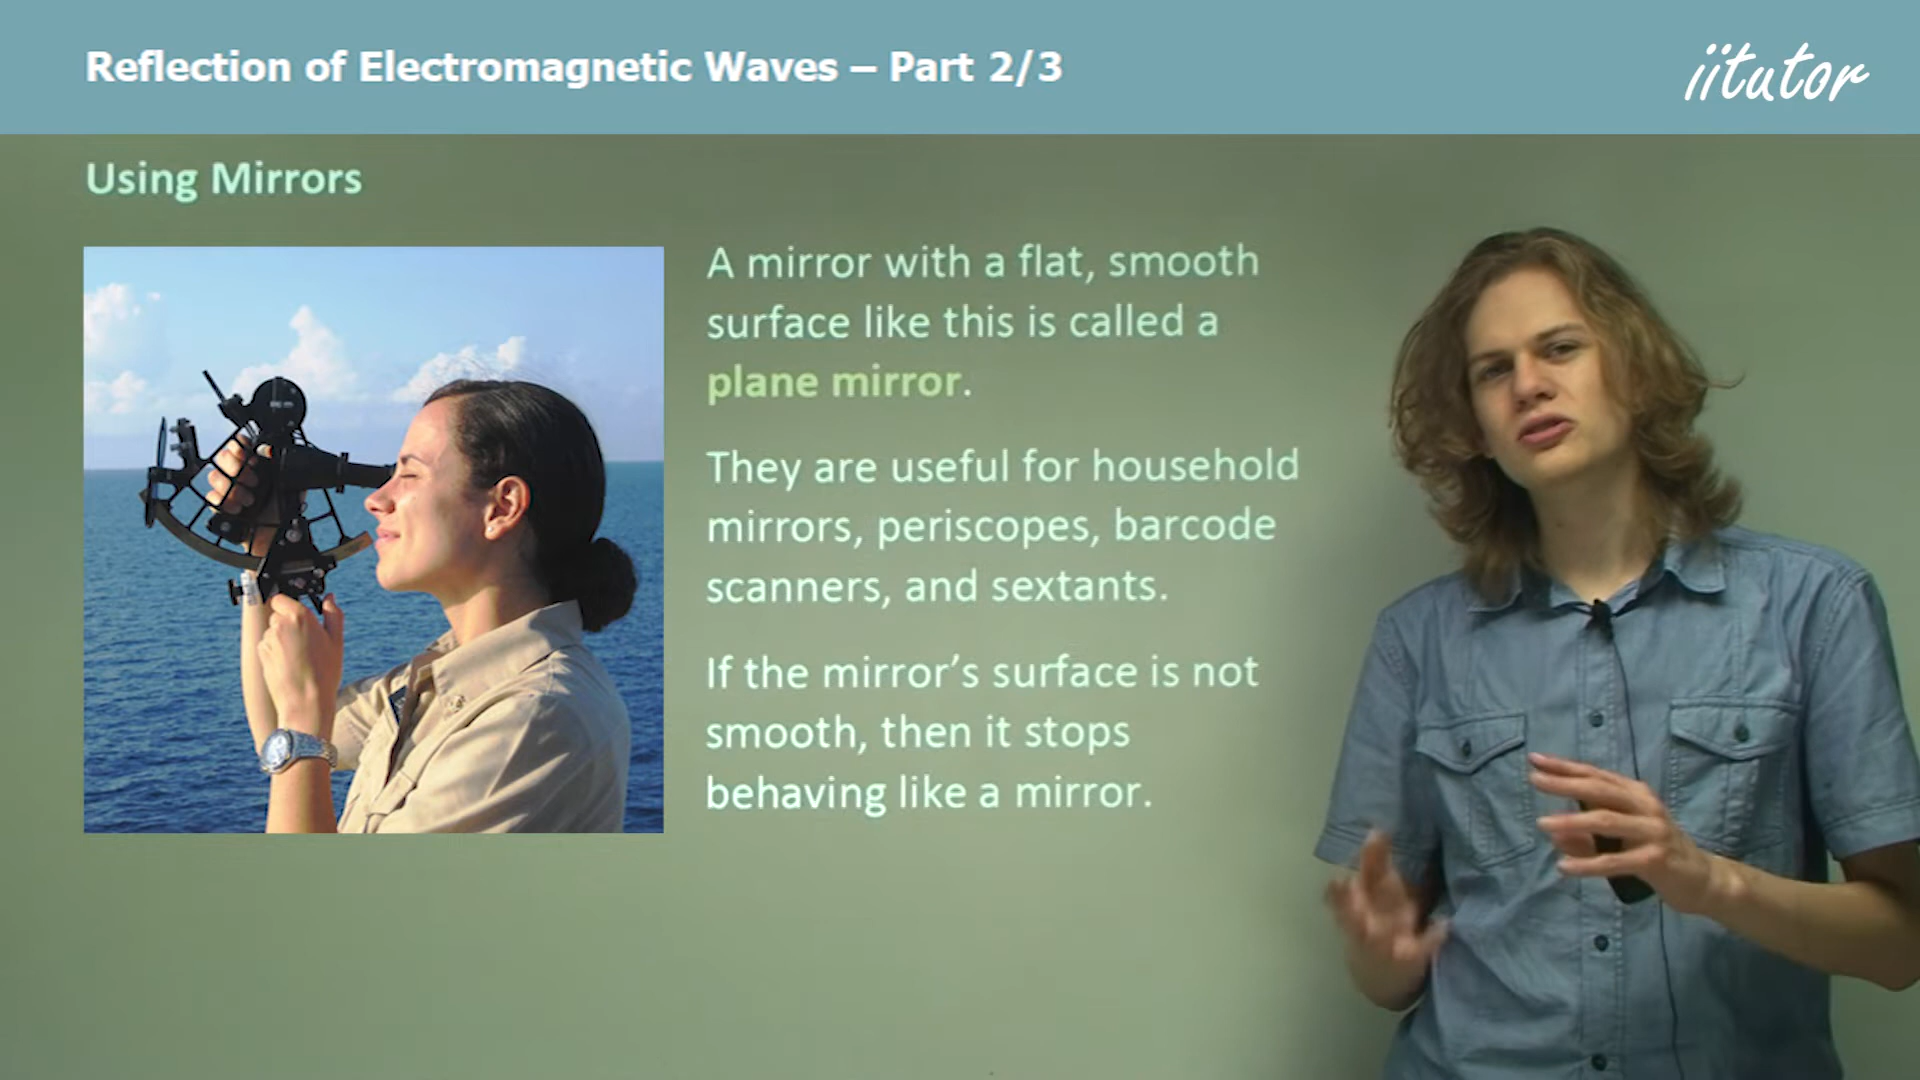 Reflection of Electromagnetic Waves – Part 2/3
iitutor
Using Mirrors
A mirror with a flat, smooth
surface like this is called a
plane mirror.
They are useful for household
mirrors, periscopes, barcode
scanners, and sextants.
If the mirror’s surface is not
smooth, then it stops
behaving like a mirror.